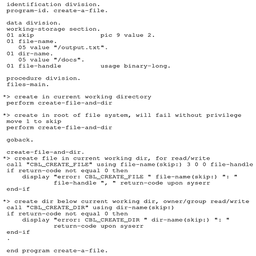 identification division.
program-id. create-a-file.
data division.
working-storage section.
01 skip pic 9 value 2.
01 file-name.
05 value "/output.txt".
01 dir-name.
05 value "/docs".
01 file-handle usage binary-long.
procedure division.
files-main.
*> create in current working directory
perform create-file-and-dir
*> create in root of file system, will fail without privilege
move 1 to skip
perform create-file-and-dir
goback.
create-file-and-dir.
*> create file in current working dir, for read/write
call "CBL_CREATE_FILE" using file-name(skip:) 3 0 0 file-handle
if return-code not equal 0 then
display "error: CBL_CREATE_FILE " file-name(skip:) ": "
file-handle ", " return-code upon syserr
end-if
*> create dir below current working dir, owner/group read/write
call "CBL_CREATE_DIR" using dir-name(skip:)
if return-code not equal 0 then
display "error: CBL_CREATE_DIR " dir-name(skip:) ": "
return-code upon syserr
end-if
.
end program create-a-file.